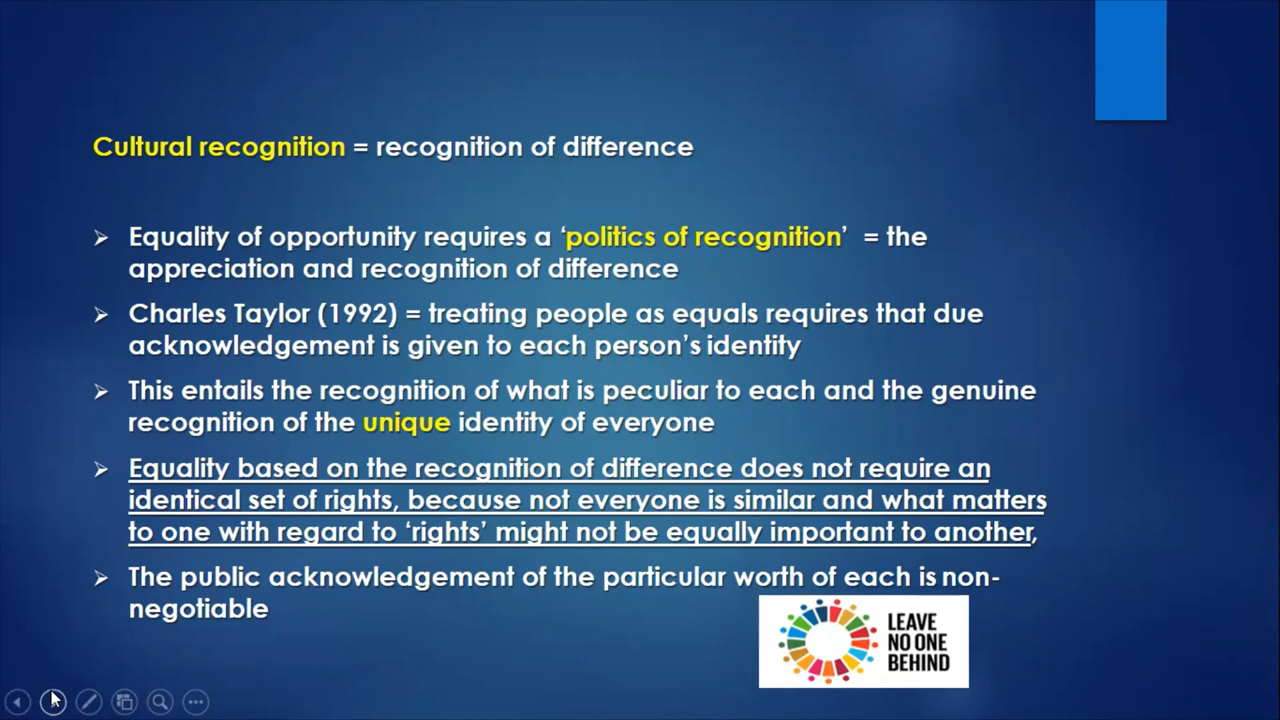 Cultural recognition = recognition of difference
➢ Equality of opportunity requires a ‘politics of recognition’ = the
appreciation and recognition of difference
➢ Charles Taylor (1992) = treating people as equals requires that due
acknowledgement is given to each person’s identity
➢ This entails the recognition of what is peculiar to each and the genuine
recognition of the unique identity of everyone
➢ Equality based on the recognition of difference does not require an
identical set of rights, because not everyone is similar and what matters
to one with regard to ‘rights’ might not be equally important to another,
➢ The public acknowledgement of the particular worth of each is non-
negotiable
LEAVE
NO ONE
BEHIND